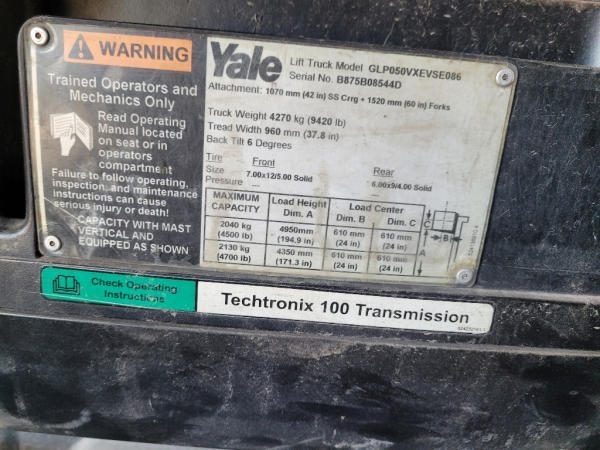 WARNING
Trained Operators and
Mechanics Only
Read Operating
Manual located
on seat or in
operators
compartment
Failure to follow operating,
inspection, and maintenance
instructions can cause
serious injury or death!
CAPACITY WITH MAST
VERTICAL AND
EQUIPPED AS SHOWN
Yale
Lift Truck Model GLP050VXEVSE086
Serial No. B875B08544D
Attachment: 1070 mm (42 in) SS Crrg + 1520 mm (60 in) Forks
Truck Weight 4270 kg (9420 lb)
Tread Width 960 mm (37.8 in)
Back Tilt 6 Degrees
Tire Front Rear
Size 7.00x12/5.00 Solid 6.00x9/4.00 Solid
Pressure ---
MAXIMUM CAPACITY Load Height Dim. A Load Center Dim. B Dim. C
2040 kg (4500 lb) 4950mm (194.9 in) 610 mm (24 in) 610 mm (24 in)
2130 kg (4700 lb) 4350 mm (171.3 in) 610 mm (24 in) 610 mm (24 in)
C
B
A
Check Operating
Instructions
Techtronix 100 Transmission